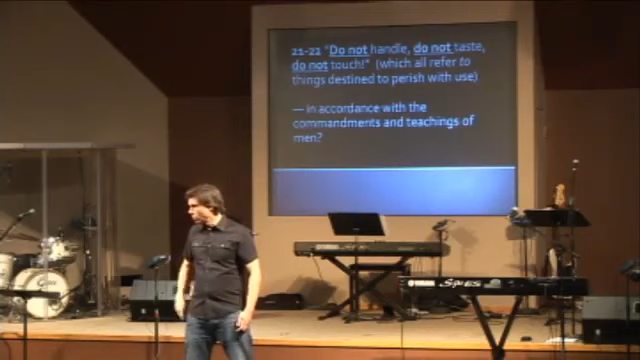 21-22 "Do not handle, do not taste,
do not touch!" (which all refer to
things destined to perish with use)
— in accordance with the
commandments and teachings of
men?
YAMAHA